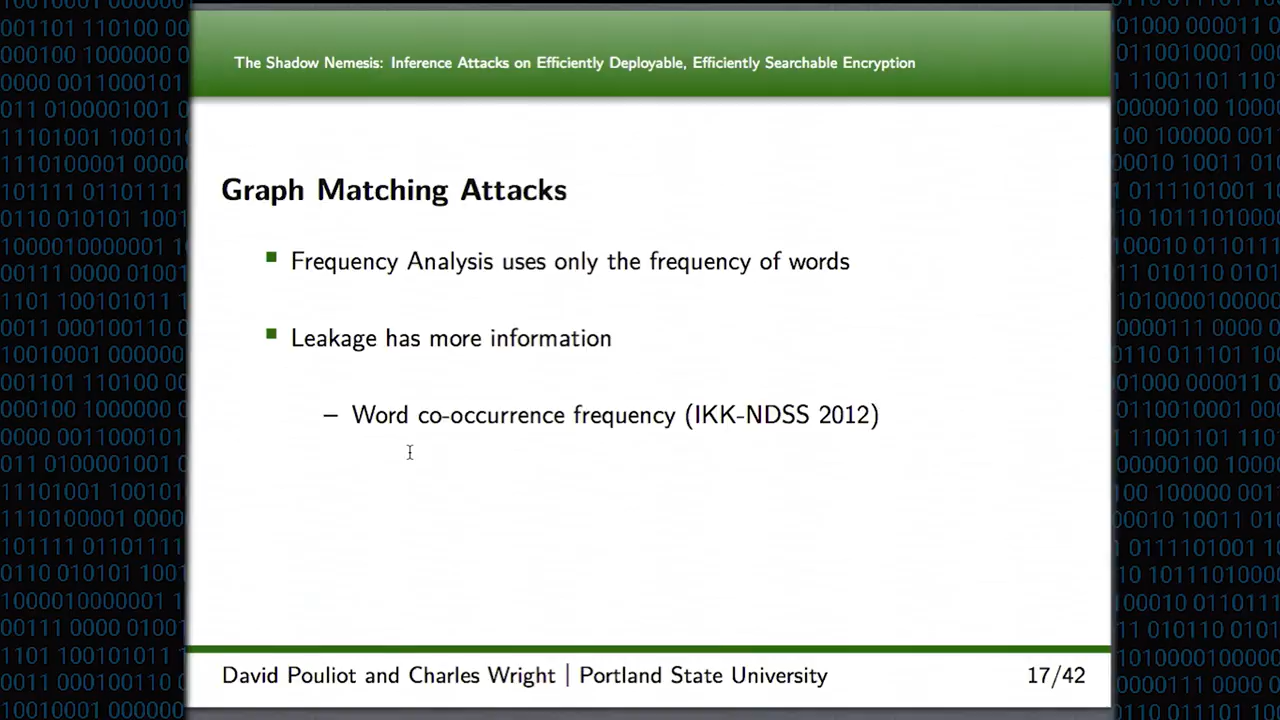 The Shadow Nemesis: Inference Attacks on Efficiently Deployable, Efficiently Searchable Encryption
Graph Matching Attacks
Frequency Analysis uses only the frequency of words
Leakage has more information
– Word co-occurrence frequency (IKK-NDSS 2012)
David Pouliot and Charles Wright | Portland State University
17/42